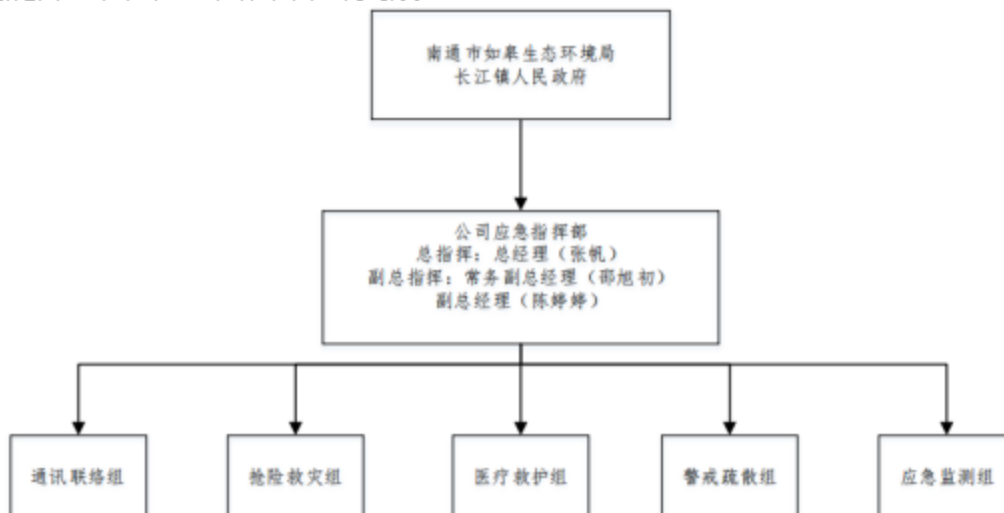 南通市如皋生态环境局
长江镇人民政府
公司应急指挥部
总指挥：总经理（张帆）
副总指挥：常务副总经理（邵旭初）
副总经理（陈婷婷）
通讯联络组
抢险救灾组
医疗救护组
警戒疏散组
应急监测组